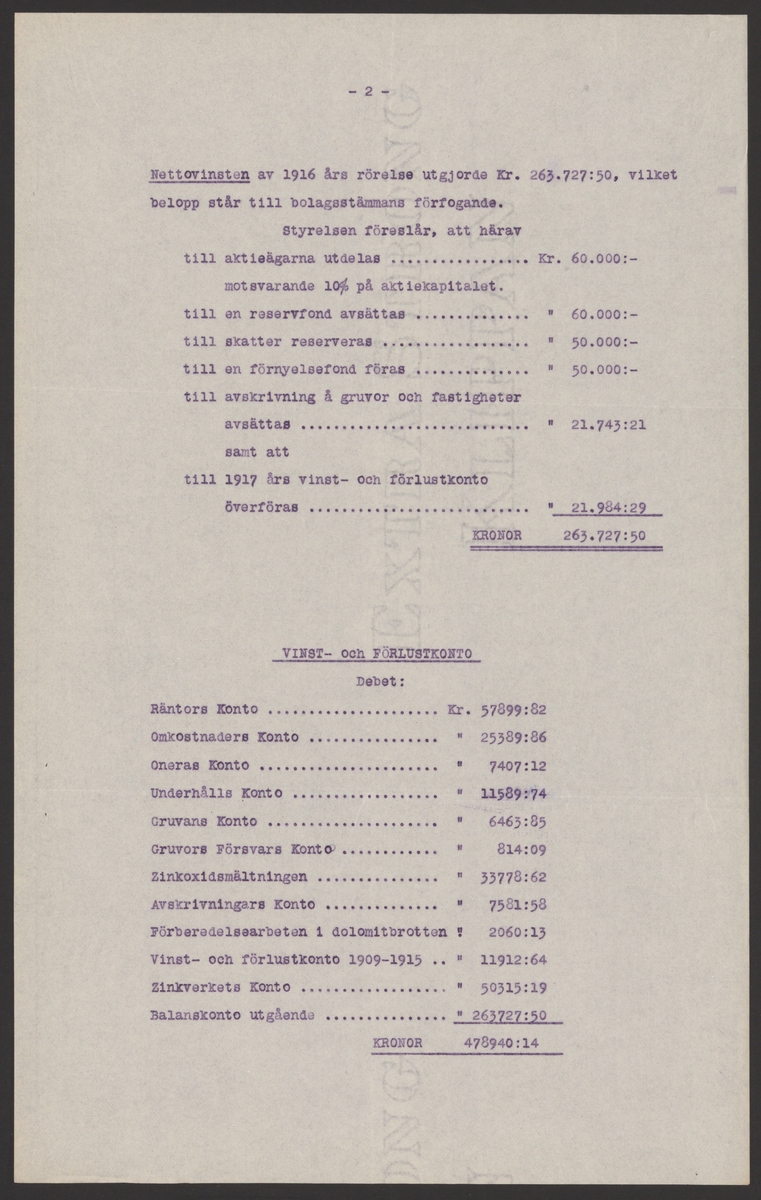 - 2 -
Nettovinsten av 1916 års rörelse utgjorde Kr. 263.727:50, vilket
belopp står till bolagsstämmans förfogande.
Styrelsen föreslår, att härav
till aktieägarna utdelas ................. Kr. 60.000:-
motsvarande 10% på aktiekapitalet.
till en reservfond avsättas .............. " 60.000:-
till skatter reserveras .................. " 50.000:-
till en förnyelsefond föras .............. " 50.000:-
till avskrivning å gruvor och fastigheter
avsättas ............................ " 21.743:21
samt att
till 1917 års vinst- och förlustkonto
överföras ........................... " 21.984:29
KRONOR 263.727:50
VINST- och FÖRLUSTKONTO
Debet:
Räntors Konto ..................... Kr. 57899:82
Omkostnaders Konto ................ " 25389:86
Oneras Konto ...................... " 7407:12
Underhålls Konto .................. " 11589:74
Gruvans Konto ..................... " 6463:85
Gruvors Försvars Konto ............ " 814:09
Zinkoxidsmältningen ............... " 33778:62
Avskrivningars Konto .............. " 7581:58
Förberedelsearbeten i dolomitbrotten " 2060:13
Vinst- och förlustkonto 1909-1915 .. " 11912:64
Zinkverkets Konto .................. " 50315:19
Balanskonto utgående ............... " 263727:50
KRONOR 478940:14